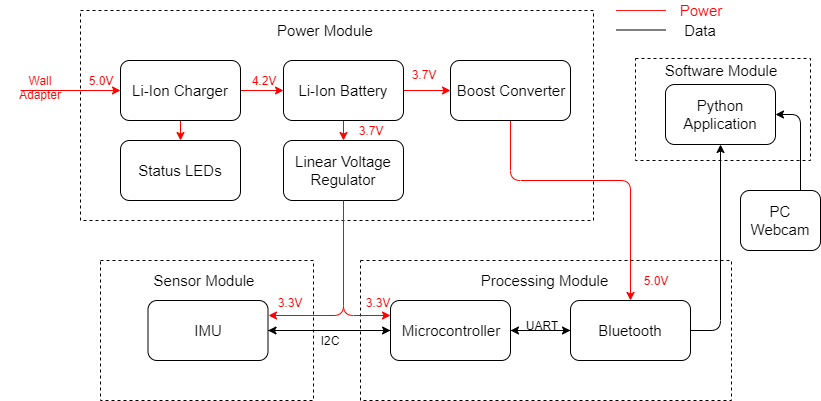 Power
Data
Power Module
Wall
Adapter
5.0V
Li-Ion Charger
4.2V
Li-Ion Battery
3.7V
Boost Converter
3.7V
Status LEDs
Linear Voltage
Regulator
Software Module
Python
Application
PC
Webcam
Sensor Module
3.3V
IMU
I2C
Processing Module
3.3V
5.0V
Microcontroller
UART
Bluetooth